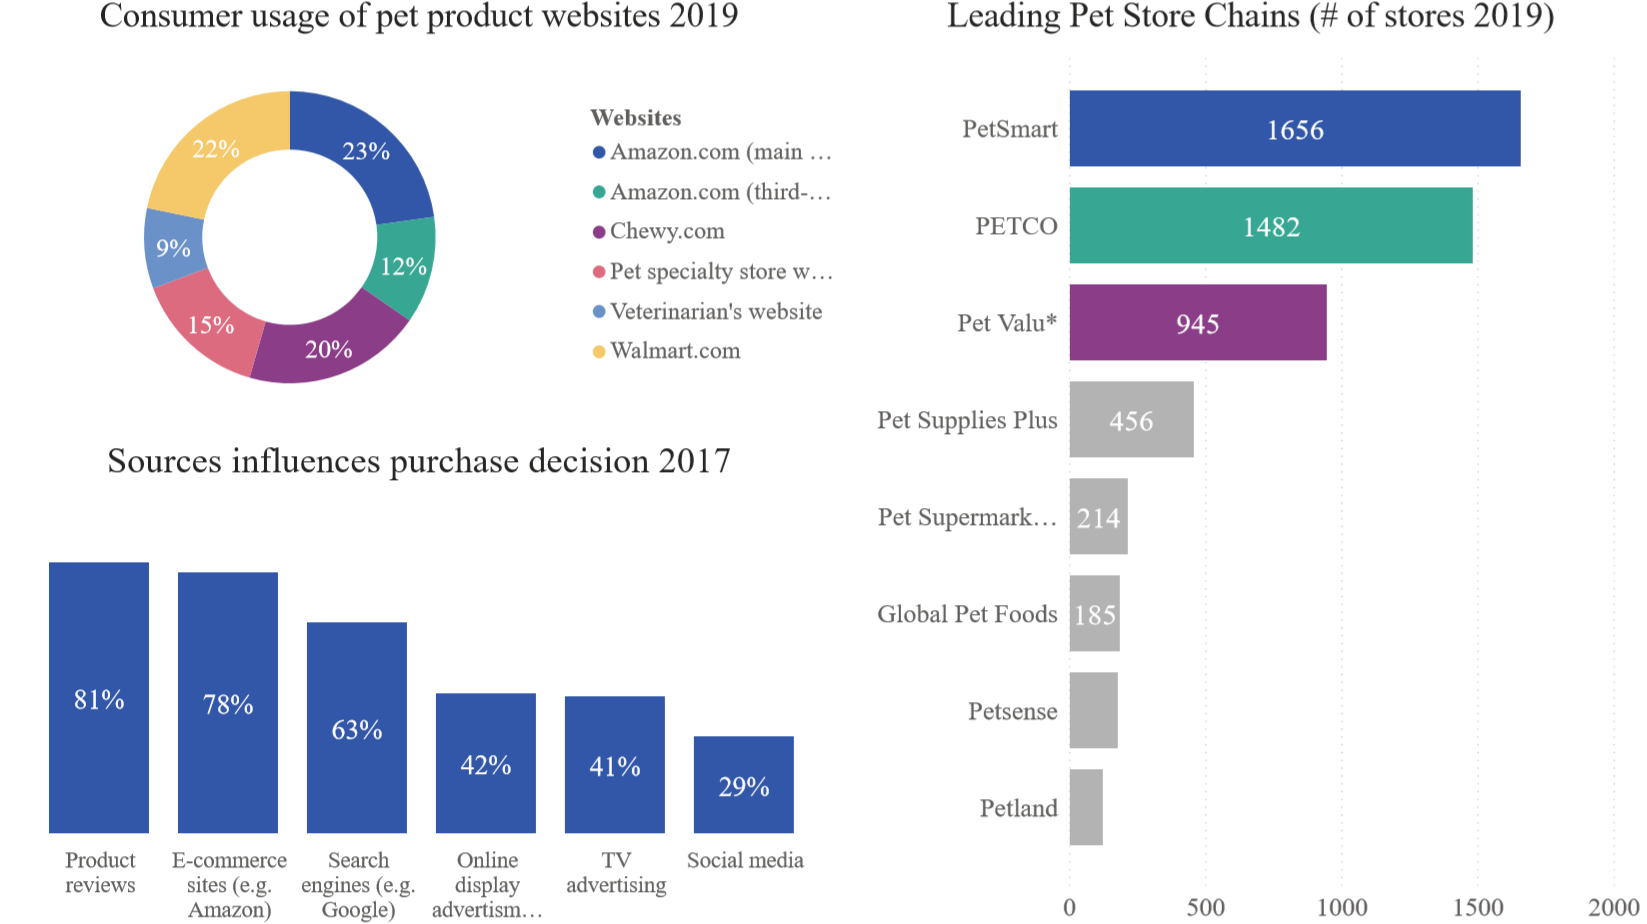 Consumer usage of pet product websites 2019
23%
12%
20%
15%
9%
22%
Websites
Amazon.com (main …
Amazon.com (third-…
Chewy.com
Pet specialty store w…
Veterinarian's website
Walmart.com
Sources influences purchase decision 2017
81%
78%
63%
42%
41%
29%
Product
reviews
E-commerce
sites (e.g.
Amazon)
Search
engines (e.g.
Google)
Online
display
advertism…
TV
advertising
Social media
Leading Pet Store Chains (# of stores 2019)
PetSmart 1656
PETCO 1482
Pet Valu* 945
Pet Supplies Plus 456
Pet Supermark… 214
Global Pet Foods 185
Petsense
Petland
0 500 1000 1500 2000